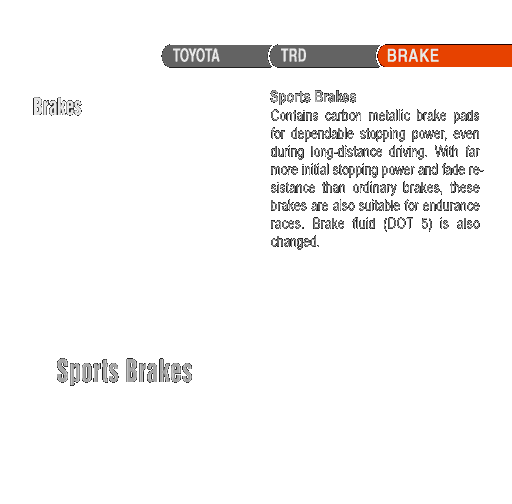 TOYOTA TRD BRAKE
Brakes
Sports Brakes
Contains carbon metallic brake pads
for dependable stopping power, even
during long-distance driving. With far
more initial stopping power and fade re-
sistance than ordinary brakes, these
brakes are also suitable for endurance
races. Brake fluid (DOT 5) is also
changed.
Sports Brakes